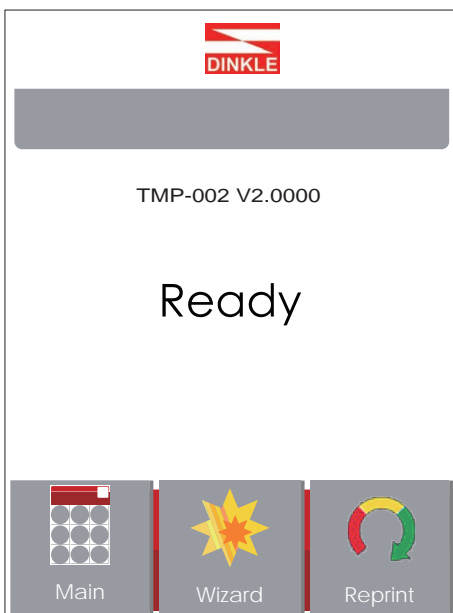 DINKLE
TMP-002 V2.0000
Ready
Main
Wizard
Reprint